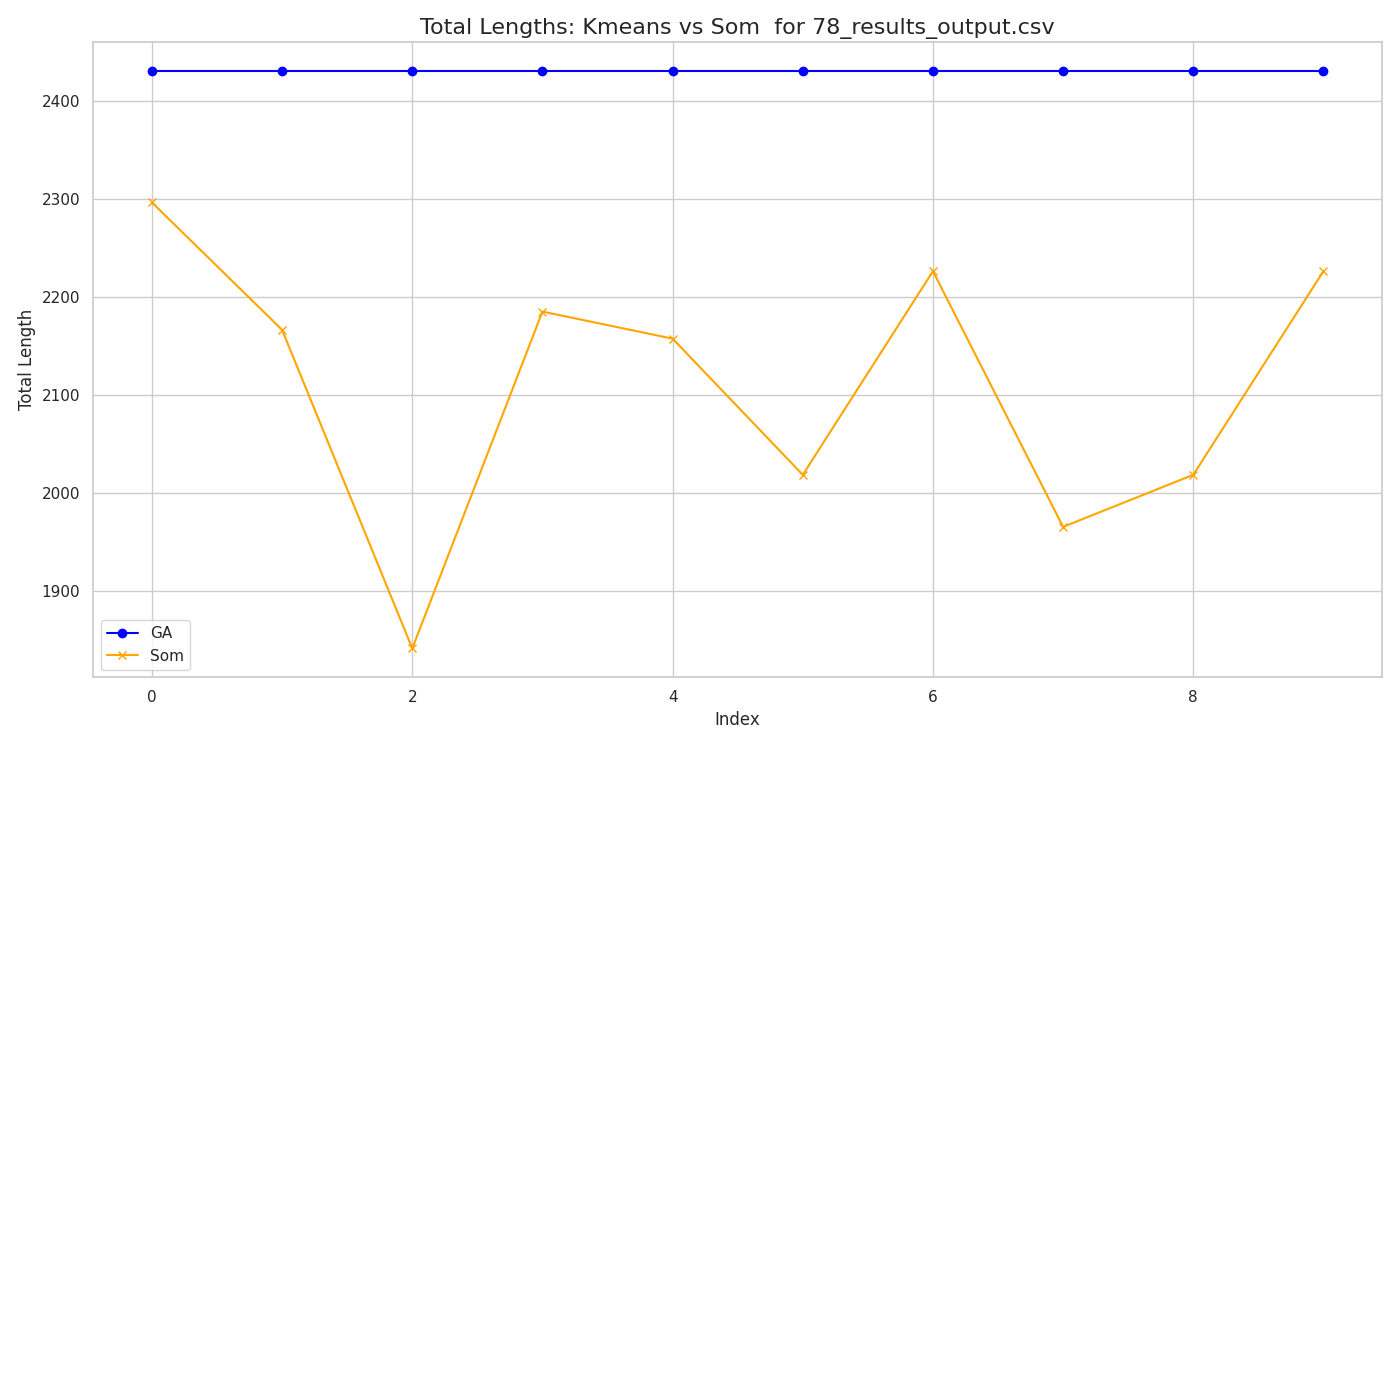 Total Lengths: Kmeans vs Som  for 78_results_output.csv
2400
2300
2200
2100
2000
1900
Total Length
GA
Som
0 2 4 6 8
Index